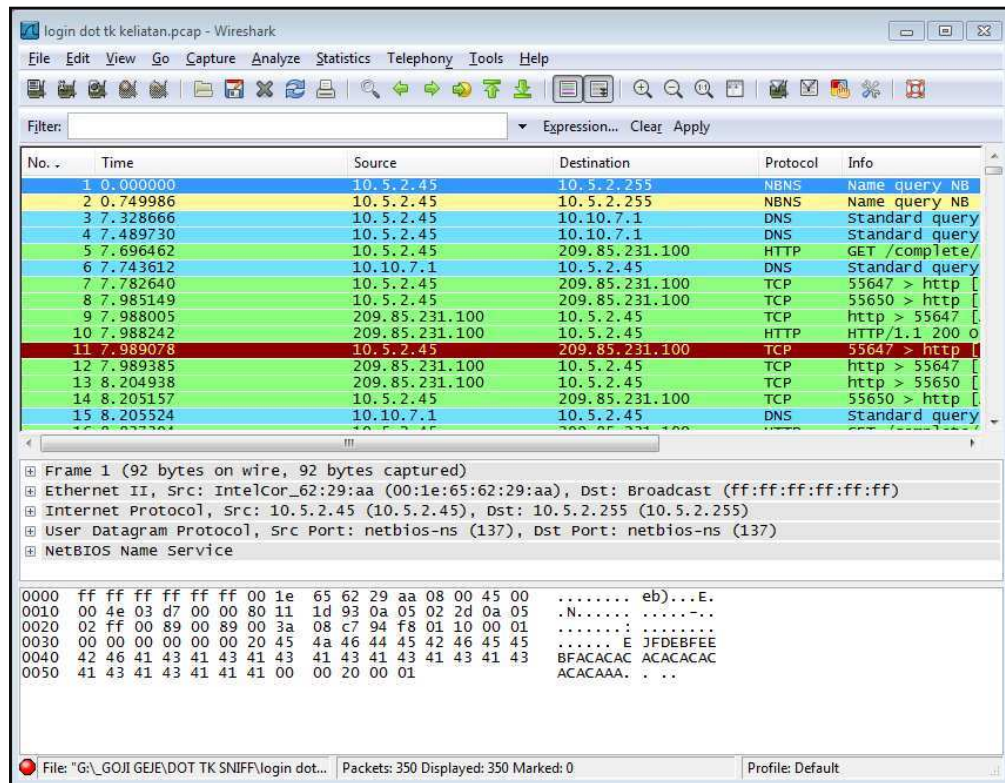 login dot tk keliatan.pcap - Wireshark
File Edit View Go Capture Analyze Statistics Telephony Tools Help
Filter: Expression... Clear Apply
No. . Time Source Destination Protocol Info
1 0.000000 10.5.2.45 10.5.2.255 NBNS Name query NB
2 0.749986 10.5.2.45 10.5.2.255 NBNS Name query NB
3 7.328666 10.5.2.45 10.10.7.1 DNS Standard query
4 7.489730 10.5.2.45 10.10.7.1 DNS Standard query
5 7.696462 10.5.2.45 209.85.231.100 HTTP GET /complete/
6 7.743612 10.10.7.1 10.5.2.45 DNS Standard query
7 7.782640 10.5.2.45 209.85.231.100 TCP 55647 > http [
8 7.985149 10.5.2.45 209.85.231.100 TCP 55650 > http [
9 7.988005 209.85.231.100 10.5.2.45 TCP http > 55647 [
10 7.988242 209.85.231.100 10.5.2.45 HTTP HTTP/1.1 200 O
11 7.989078 10.5.2.45 209.85.231.100 TCP 55647 > http [
12 7.989385 209.85.231.100 10.5.2.45 TCP http > 55647 [
13 8.204938 209.85.231.100 10.5.2.45 TCP http > 55650 [
14 8.205157 10.5.2.45 209.85.231.100 TCP 55650 > http [
15 8.205524 10.10.7.1 10.5.2.45 DNS Standard query
Frame 1 (92 bytes on wire, 92 bytes captured)
Ethernet II, Src: IntelCor_62:29:aa (00:1e:65:62:29:aa), Dst: Broadcast (ff:ff:ff:ff:ff:ff)
Internet Protocol, Src: 10.5.2.45 (10.5.2.45), Dst: 10.5.2.255 (10.5.2.255)
User Datagram Protocol, Src Port: netbios-ns (137), Dst Port: netbios-ns (137)
NetBIOS Name Service
0000 ff ff ff ff ff ff 00 1e 65 62 29 aa 08 00 45 00 ........ eb)...E.
0010 00 4e 03 d7 00 00 80 11 1d 93 0a 05 02 2d 0a 05 .N...... .....-..
0020 02 ff 00 89 00 89 00 3a 08 c7 94 f8 01 10 00 01 .......: ........
0030 00 00 00 00 00 00 20 45 4a 46 44 45 42 46 45 45 ...... E JFDEBFEE
0040 42 46 41 43 41 43 41 43 41 43 41 43 41 43 41 43 BFACACAC ACACACAC
0050 41 43 41 43 41 41 41 00 00 20 00 01 ACACAAA. . ..
File: "G:\_GOJI GEJE\DOT TK SNIFF\login dot... Packets: 350 Displayed: 350 Marked: 0 Profile: Default